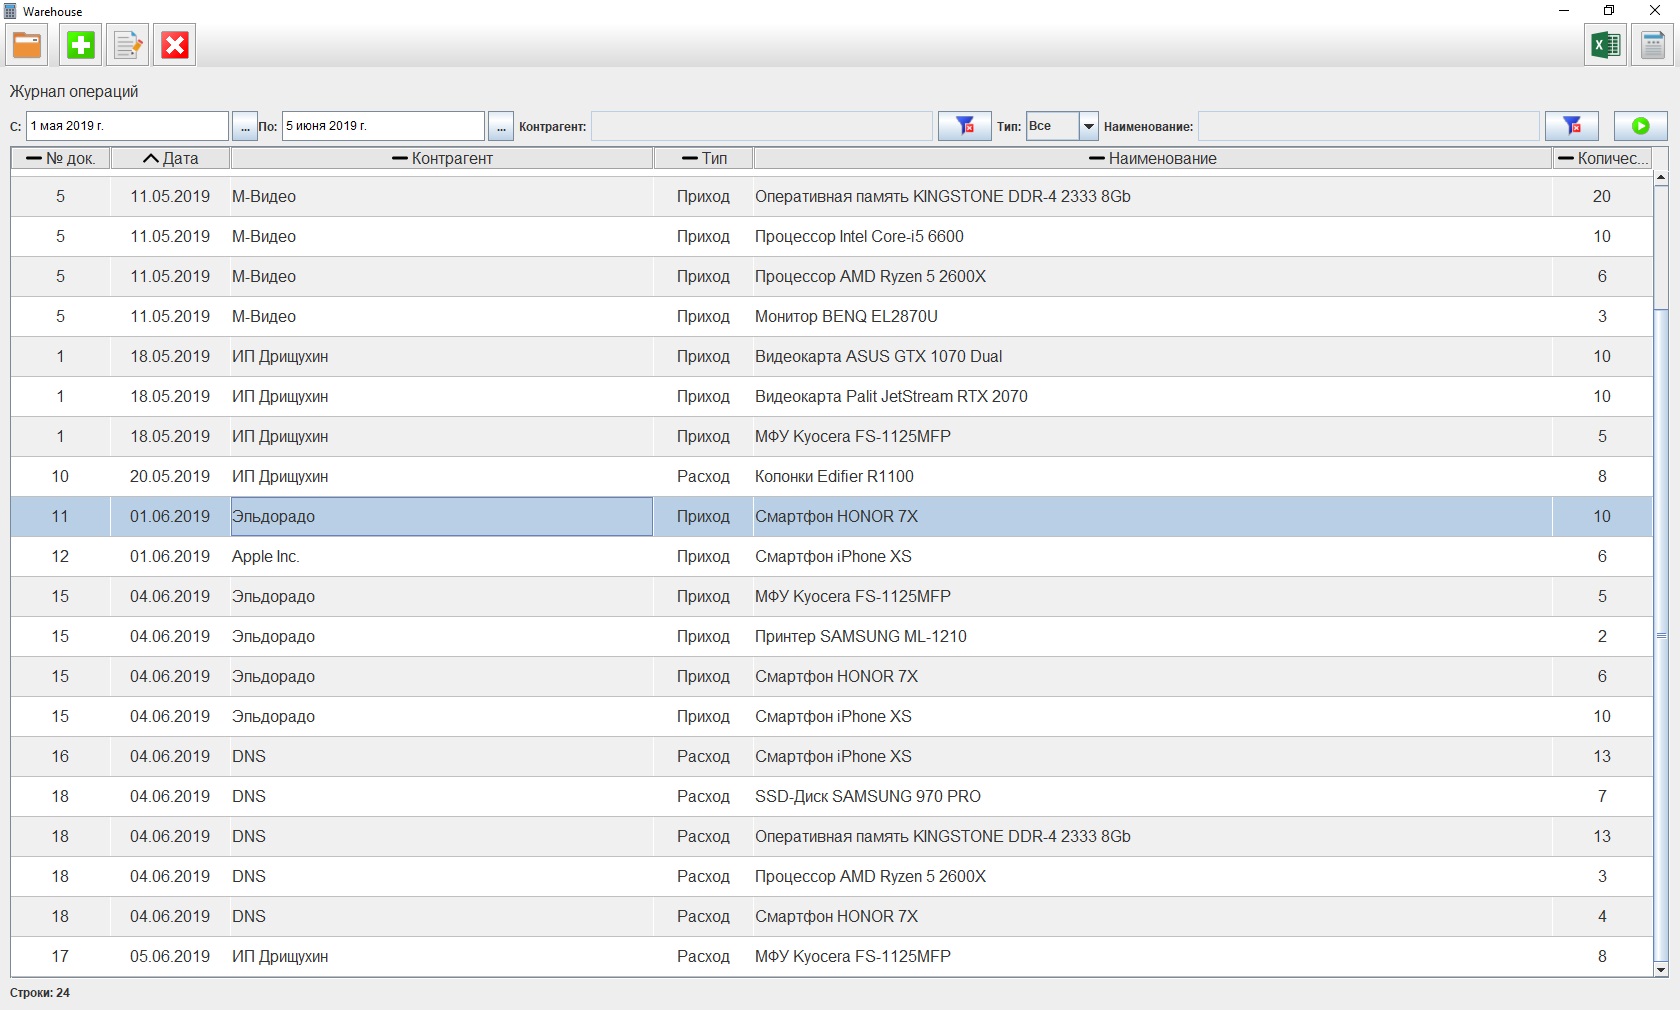 Warehouse
Журнал операций
С: 1 мая 2019 г. ... По: 5 июня 2019 г. ... Контрагент: Тип: Все Наименование:
№ док. Дата Контрагент Тип Наименование Количес...
5 11.05.2019 М-Видео Приход Оперативная память KINGSTONE DDR-4 2333 8Gb 20
5 11.05.2019 М-Видео Приход Процессор Intel Core-i5 6600 10
5 11.05.2019 М-Видео Приход Процессор AMD Ryzen 5 2600X 6
5 11.05.2019 М-Видео Приход Монитор BENQ EL2870U 3
1 18.05.2019 ИП Дрищухин Приход Видеокарта ASUS GTX 1070 Dual 10
1 18.05.2019 ИП Дрищухин Приход Видеокарта Palit JetStream RTX 2070 10
1 18.05.2019 ИП Дрищухин Приход МФУ Kyocera FS-1125MFP 5
10 20.05.2019 ИП Дрищухин Расход Колонки Edifier R1100 8
11 01.06.2019 Эльдорадо Приход Смартфон HONOR 7X 10
12 01.06.2019 Apple Inc. Приход Смартфон iPhone XS 6
15 04.06.2019 Эльдорадо Приход МФУ Kyocera FS-1125MFP 5
15 04.06.2019 Эльдорадо Приход Принтер SAMSUNG ML-1210 2
15 04.06.2019 Эльдорадо Приход Смартфон HONOR 7X 6
15 04.06.2019 Эльдорадо Приход Смартфон iPhone XS 10
16 04.06.2019 DNS Расход Смартфон iPhone XS 13
18 04.06.2019 DNS Расход SSD-Диск SAMSUNG 970 PRO 7
18 04.06.2019 DNS Расход Оперативная память KINGSTONE DDR-4 2333 8Gb 13
18 04.06.2019 DNS Расход Процессор AMD Ryzen 5 2600X 3
18 04.06.2019 DNS Расход Смартфон HONOR 7X 4
17 05.06.2019 ИП Дрищухин Расход МФУ Kyocera FS-1125MFP 8
Строки: 24